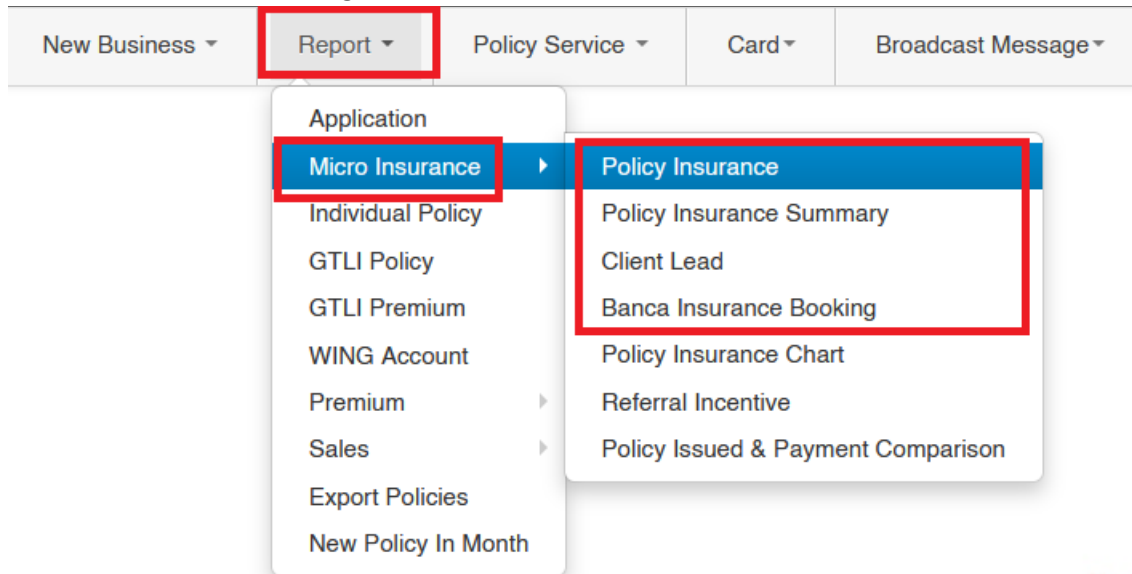 New Business
Report
Policy Service
Card
Broadcast Message
Application
Micro Insurance
Individual Policy
GTLI Policy
GTLI Premium
WING Account
Premium
Sales
Export Policies
New Policy In Month
Policy Insurance
Policy Insurance Summary
Client Lead
Banca Insurance Booking
Policy Insurance Chart
Referral Incentive
Policy Issued & Payment Comparison